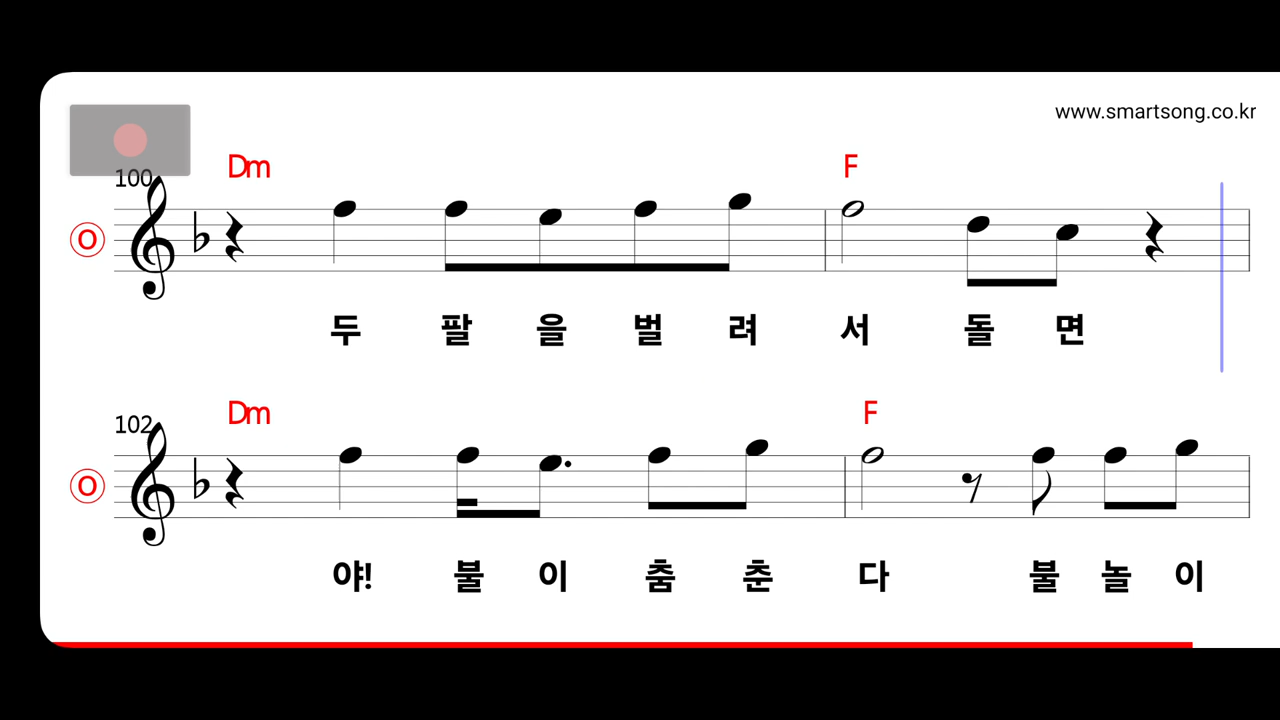 www.smartsong.co.kr
100
Dm F
O
두 팔 을 벌 려 서 돌 면
102
Dm F
O
야! 불 이 춤 춘 다 불 놀 이